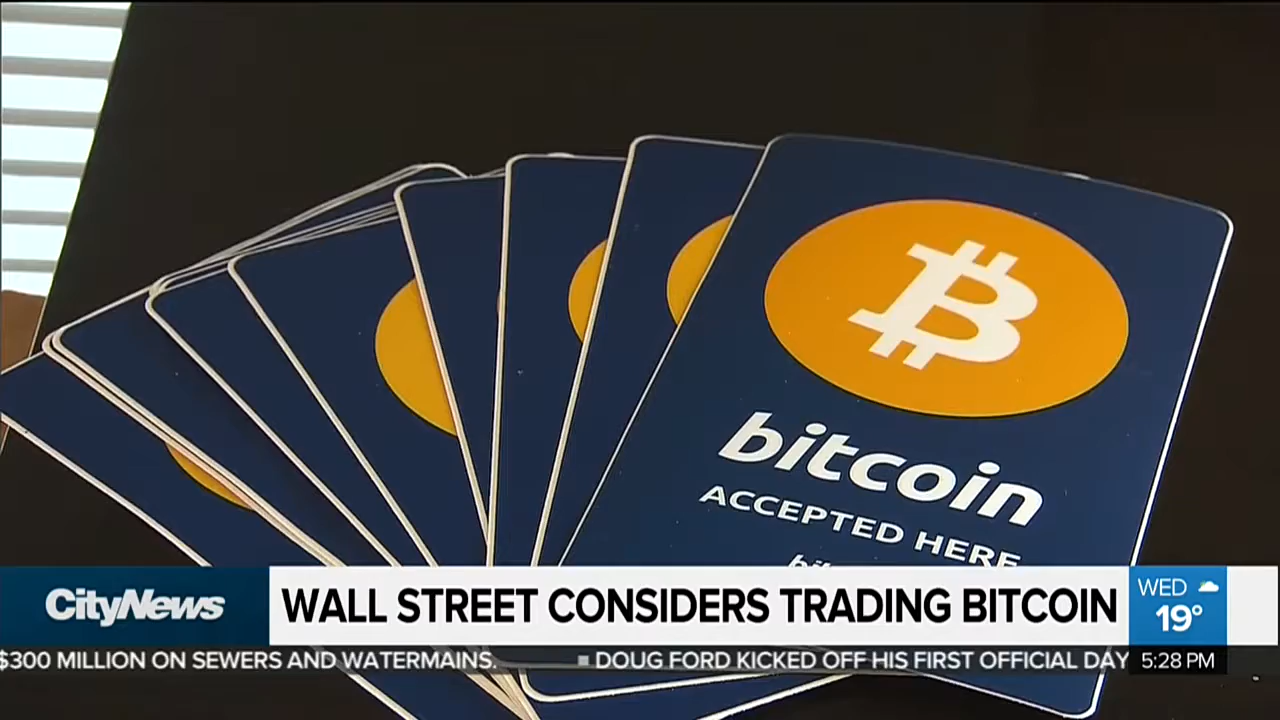 bitcoin
ACCEPTED HERE
CityNews
WALL STREET CONSIDERS TRADING BITCOIN
WED
19°
$300 MILLION ON SEWERS AND WATERMAINS.
DOUG FORD KICKED OFF HIS FIRST OFFICIAL DAY
5:28 PM